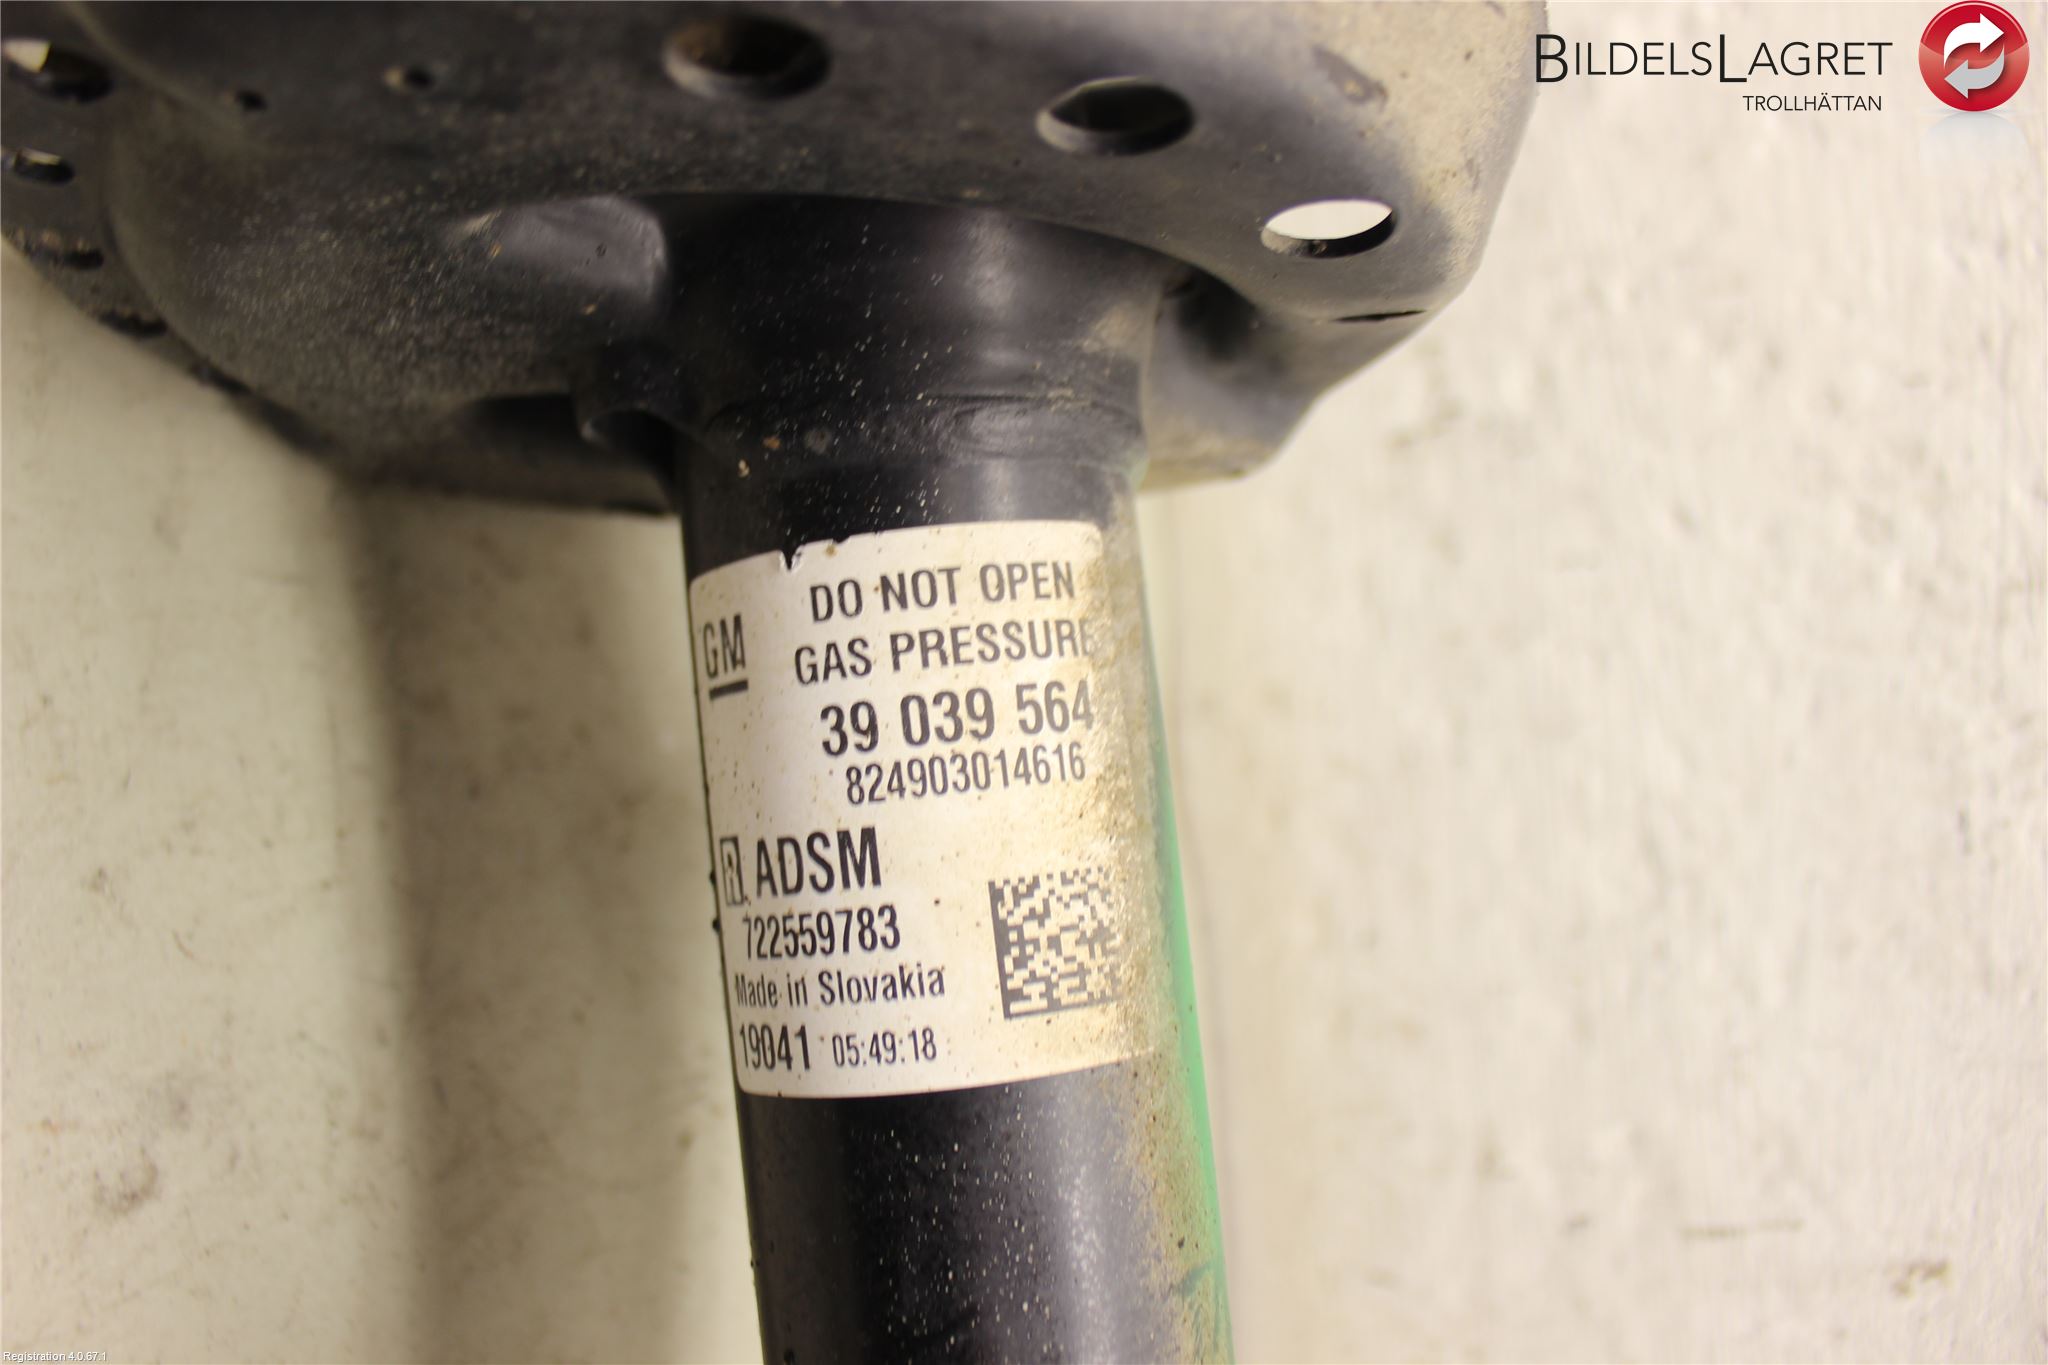 BILDELSLAGRET
TROLLHÄTTAN
DO NOT OPEN
GM
GAS PRESSURE
39 039 564
824903014616
R ADSM
722559783
Made in Slovakia
19041 05:49:18
Registration 4.0.67.1